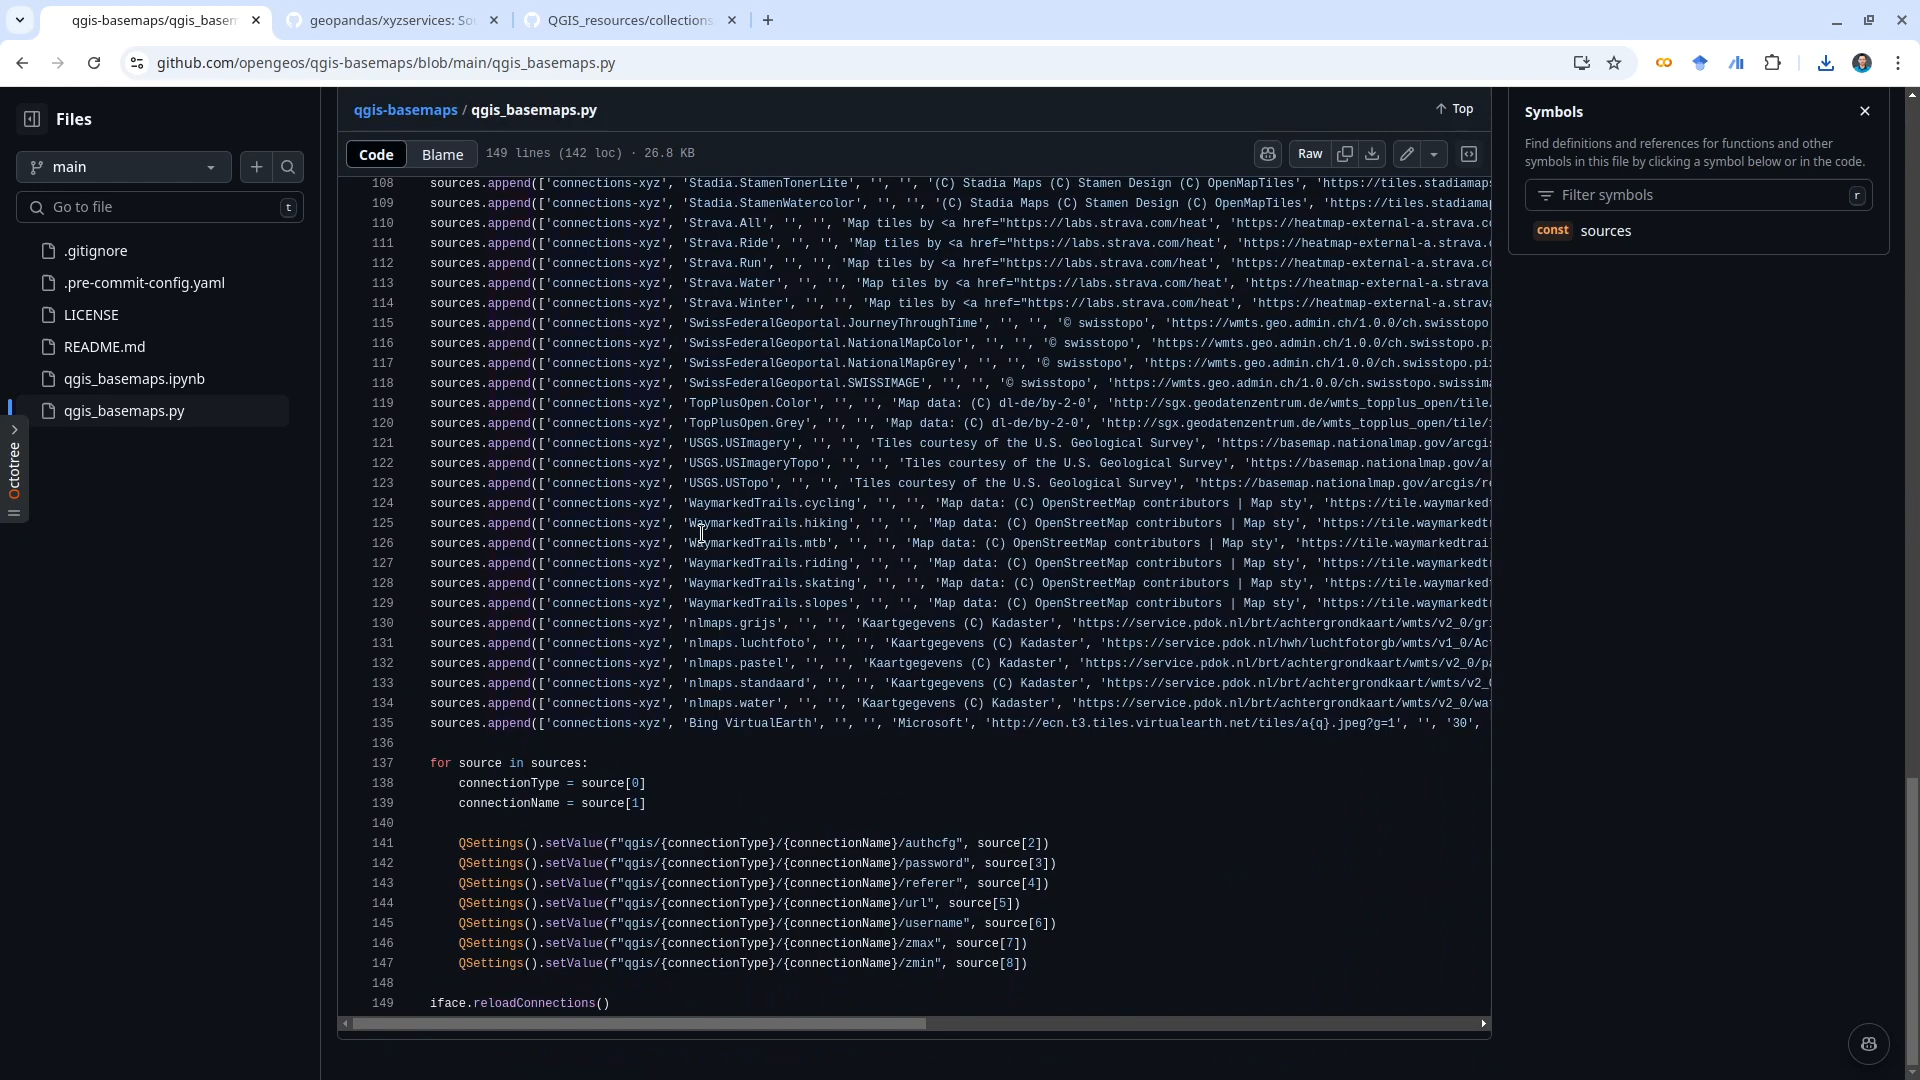 qgis-basemaps/qgis_basem
geopandas/xyzservices: Sou
QGIS_resources/collections
github.com/opengeos/qgis-basemaps/blob/main/qgis_basemaps.py
Files
main
Go to file
t
.gitignore
.pre-commit-config.yaml
LICENSE
README.md
qgis_basemaps.ipynb
qgis_basemaps.py
Octotree
qgis-basemaps / qgis_basemaps.py
Top
Code
Blame
149 lines (142 loc) · 26.8 KB
Raw
108 sources.append(['connections-xyz', 'Stadia.StamenTonerLite', '', '', '(C) Stadia Maps (C) Stamen Design (C) OpenMapTiles', 'https://tiles.stadiamaps
109 sources.append(['connections-xyz', 'Stadia.StamenWatercolor', '', '', '(C) Stadia Maps (C) Stamen Design (C) OpenMapTiles', 'https://tiles.stadiamap
110 sources.append(['connections-xyz', 'Strava.All', '', '', 'Map tiles by <a href="https://labs.strava.com/heat', 'https://heatmap-external-a.strava.co
111 sources.append(['connections-xyz', 'Strava.Ride', '', '', 'Map tiles by <a href="https://labs.strava.com/heat', 'https://heatmap-external-a.strava.c
112 sources.append(['connections-xyz', 'Strava.Run', '', '', 'Map tiles by <a href="https://labs.strava.com/heat', 'https://heatmap-external-a.strava.co
113 sources.append(['connections-xyz', 'Strava.Water', '', '', 'Map tiles by <a href="https://labs.strava.com/heat', 'https://heatmap-external-a.strava.
114 sources.append(['connections-xyz', 'Strava.Winter', '', '', 'Map tiles by <a href="https://labs.strava.com/heat', 'https://heatmap-external-a.strava
115 sources.append(['connections-xyz', 'SwissFederalGeoportal.JourneyThroughTime', '', '', '© swisstopo', 'https://wmts.geo.admin.ch/1.0.0/ch.swisstopo
116 sources.append(['connections-xyz', 'SwissFederalGeoportal.NationalMapColor', '', '', '© swisstopo', 'https://wmts.geo.admin.ch/1.0.0/ch.swisstopo.pi
117 sources.append(['connections-xyz', 'SwissFederalGeoportal.NationalMapGrey', '', '', '© swisstopo', 'https://wmts.geo.admin.ch/1.0.0/ch.swisstopo.pix
118 sources.append(['connections-xyz', 'SwissFederalGeoportal.SWISSIMAGE', '', '', '© swisstopo', 'https://wmts.geo.admin.ch/1.0.0/ch.swisstopo.swissima
119 sources.append(['connections-xyz', 'TopPlusOpen.Color', '', '', 'Map data: (C) dl-de/by-2-0', 'http://sgx.geodatenzentrum.de/wmts_topplus_open/tile/
120 sources.append(['connections-xyz', 'TopPlusOpen.Grey', '', '', 'Map data: (C) dl-de/by-2-0', 'http://sgx.geodatenzentrum.de/wmts_topplus_open/tile/1
121 sources.append(['connections-xyz', 'USGS.USImagery', '', '', 'Tiles courtesy of the U.S. Geological Survey', 'https://basemap.nationalmap.gov/arcgis
122 sources.append(['connections-xyz', 'USGS.USImageryTopo', '', '', 'Tiles courtesy of the U.S. Geological Survey', 'https://basemap.nationalmap.gov/ar
123 sources.append(['connections-xyz', 'USGS.USTopo', '', '', 'Tiles courtesy of the U.S. Geological Survey', 'https://basemap.nationalmap.gov/arcgis/re
124 sources.append(['connections-xyz', 'WaymarkedTrails.cycling', '', '', 'Map data: (C) OpenStreetMap contributors | Map sty', 'https://tile.waymarkedt
125 sources.append(['connections-xyz', 'WaymarkedTrails.hiking', '', '', 'Map data: (C) OpenStreetMap contributors | Map sty', 'https://tile.waymarkedtr
126 sources.append(['connections-xyz', 'WaymarkedTrails.mtb', '', '', 'Map data: (C) OpenStreetMap contributors | Map sty', 'https://tile.waymarkedtrail
127 sources.append(['connections-xyz', 'WaymarkedTrails.riding', '', '', 'Map data: (C) OpenStreetMap contributors | Map sty', 'https://tile.waymarkedtr
128 sources.append(['connections-xyz', 'WaymarkedTrails.skating', '', '', 'Map data: (C) OpenStreetMap contributors | Map sty', 'https://tile.waymarkedt
129 sources.append(['connections-xyz', 'WaymarkedTrails.slopes', '', '', 'Map data: (C) OpenStreetMap contributors | Map sty', 'https://tile.waymarkedtr
130 sources.append(['connections-xyz', 'nlmaps.grijs', '', '', 'Kaartgegevens (C) Kadaster', 'https://service.pdok.nl/brt/achtergrondkaart/wmts/v2_0/gri
131 sources.append(['connections-xyz', 'nlmaps.luchtfoto', '', '', 'Kaartgegevens (C) Kadaster', 'https://service.pdok.nl/hwh/luchtfotorgb/wmts/v1_0/Act
132 sources.append(['connections-xyz', 'nlmaps.pastel', '', '', 'Kaartgegevens (C) Kadaster', 'https://service.pdok.nl/brt/achtergrondkaart/wmts/v2_0/pa
133 sources.append(['connections-xyz', 'nlmaps.standaard', '', '', 'Kaartgegevens (C) Kadaster', 'https://service.pdok.nl/brt/achtergrondkaart/wmts/v2_0
134 sources.append(['connections-xyz', 'nlmaps.water', '', '', 'Kaartgegevens (C) Kadaster', 'https://service.pdok.nl/brt/achtergrondkaart/wmts/v2_0/wat
135 sources.append(['connections-xyz', 'Bing VirtualEarth', '', '', 'Microsoft', 'http://ecn.t3.tiles.virtualearth.net/tiles/a{q}.jpeg?g=1', '', '30',
136
137 for source in sources:
138 connectionType = source[0]
139 connectionName = source[1]
140
141 QSettings().setValue(f"qgis/{connectionType}/{connectionName}/authcfg", source[2])
142 QSettings().setValue(f"qgis/{connectionType}/{connectionName}/password", source[3])
143 QSettings().setValue(f"qgis/{connectionType}/{connectionName}/referer", source[4])
144 QSettings().setValue(f"qgis/{connectionType}/{connectionName}/url", source[5])
145 QSettings().setValue(f"qgis/{connectionType}/{connectionName}/username", source[6])
146 QSettings().setValue(f"qgis/{connectionType}/{connectionName}/zmax", source[7])
147 QSettings().setValue(f"qgis/{connectionType}/{connectionName}/zmin", source[8])
148
149 iface.reloadConnections()
Symbols
Find definitions and references for functions and other
symbols in this file by clicking a symbol below or in the code.
Filter symbols
r
const sources